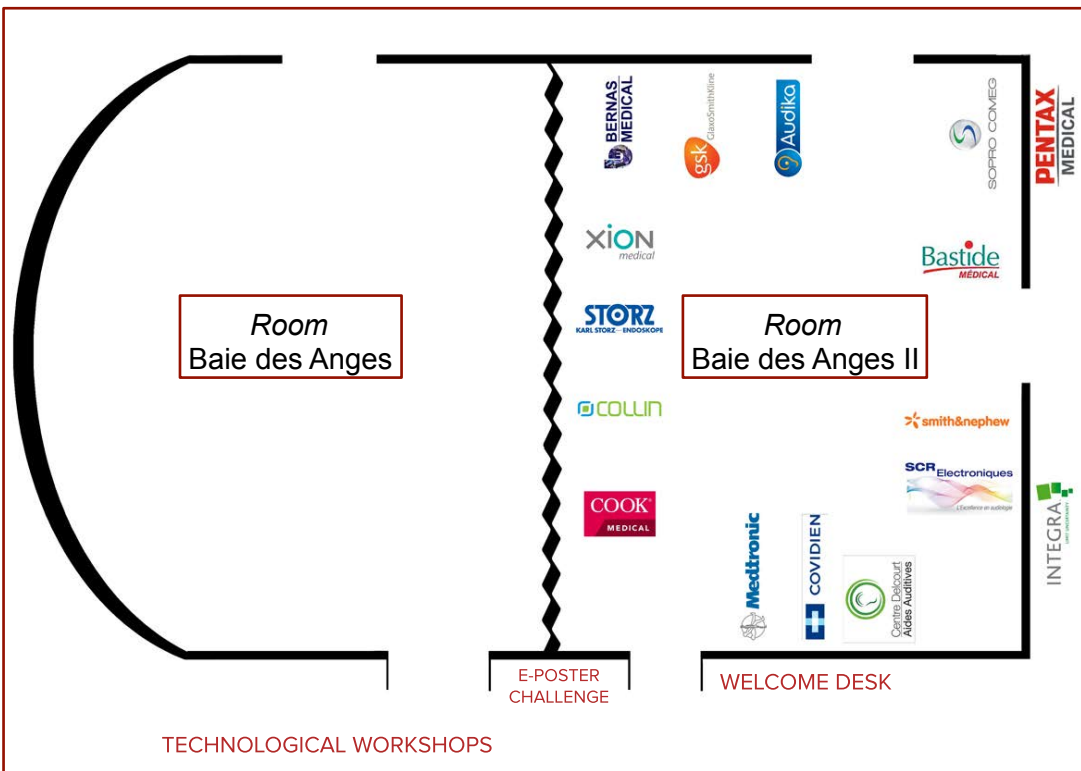 BERNAS
MEDICAL
gsk
GlaxoSmithKline
Audika
SOPRO COMEG
PENTAX
MEDICAL
XION
medical
Bastide
MÉDICAL
STORZ
KARL STORZ—ENDOSKOPE
Room
Baie des Anges
Room
Baie des Anges II
COLLIN
smith&nephew
SCR Electroniques
L'Excellence en audiologie
COOK®
MEDICAL
Medtronic
COVIDIEN
Centre Delcourt
Aides Auditives
INTEGRA
LIMIT UNCERTAINTY
E-POSTER
CHALLENGE
WELCOME DESK
TECHNOLOGICAL WORKSHOPS